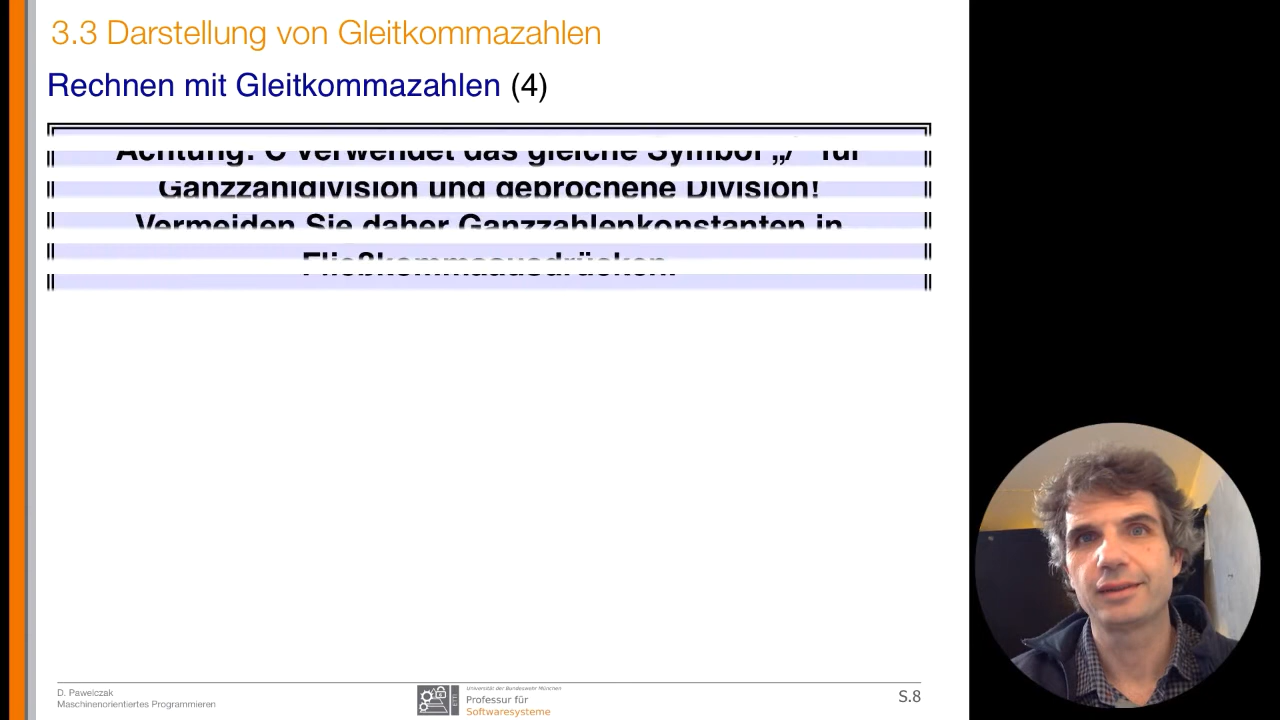 3.3 Darstellung von Gleitkommazahlen
Rechnen mit Gleitkommazahlen (4)
Achtung: C verwendet das gleiche Symbol „/“ für
Ganzzahldivision und gebrochene Division!
Vermeiden Sie daher Ganzzahlenkonstanten in
Fließkommaausdrücken.
D. Pawelczak
Maschinenorientiertes Programmieren
ETTI
Universität der Bundeswehr München
Professur für
Softwaresysteme
S.8